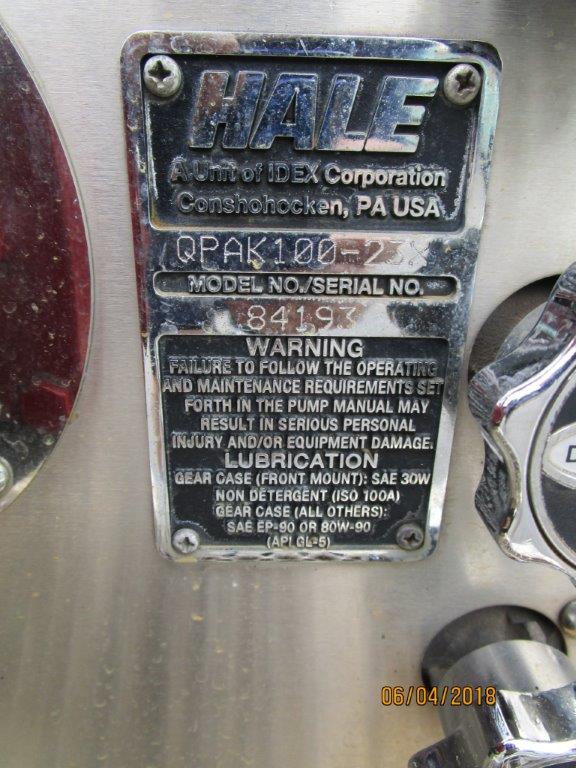 HALE
A Unit of IDEX Corporation
Conshohocken, PA USA
QPAK100-23X
MODEL NO./SERIAL NO.
84193
WARNING
FAILURE TO FOLLOW THE OPERATING
AND MAINTENANCE REQUIREMENTS SET
FORTH IN THE PUMP MANUAL MAY
RESULT IN SERIOUS PERSONAL
INJURY AND/OR EQUIPMENT DAMAGE.
LUBRICATION
GEAR CASE (FRONT MOUNT): SAE 30W
NON DETERGENT (ISO 100A)
GEAR CASE (ALL OTHERS):
SAE EP-90 OR 80W-90
(API GL-5)
06/04/2018